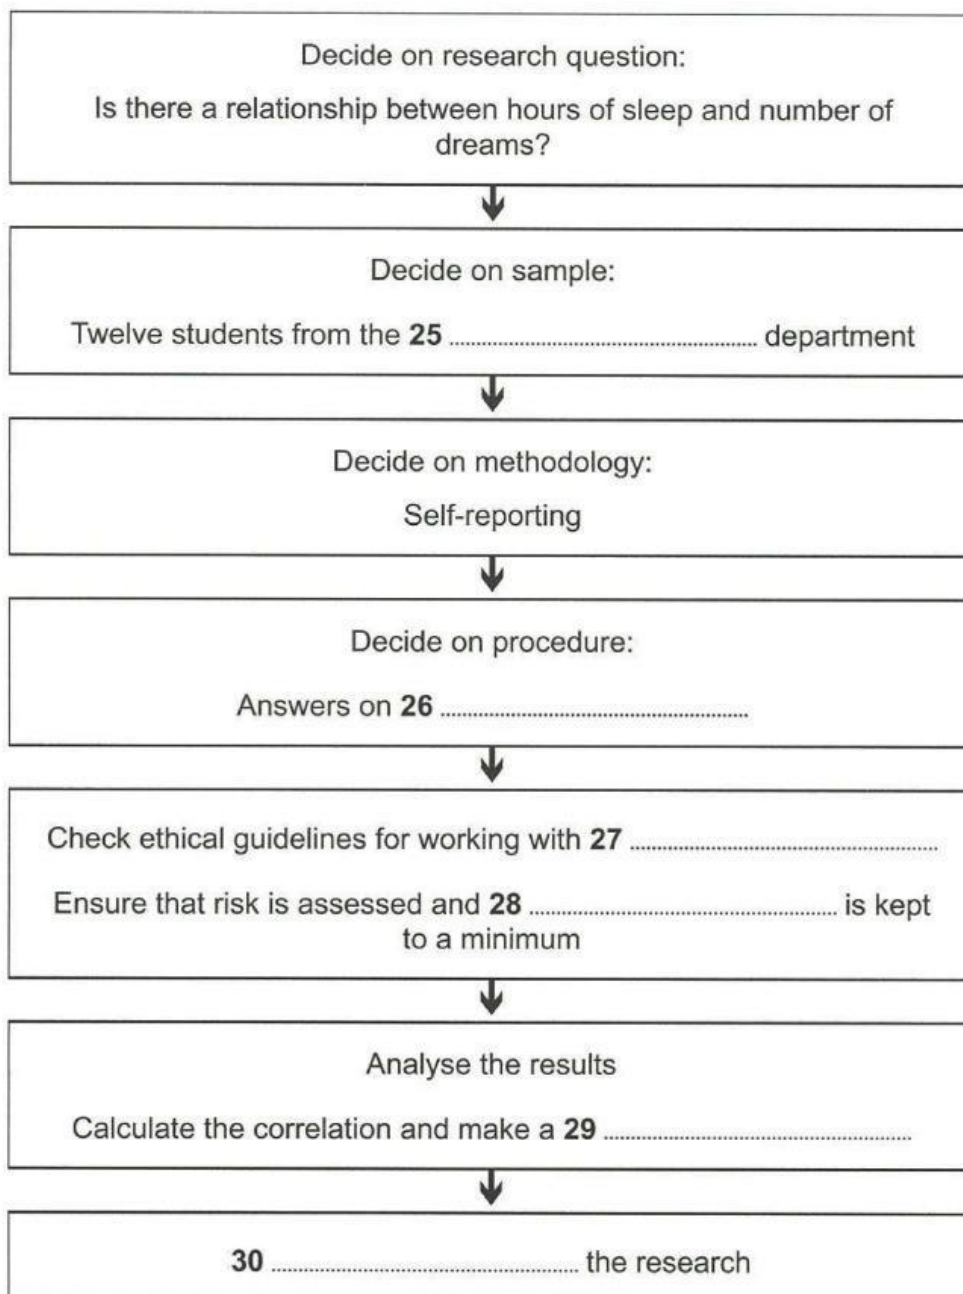 Decide on research question:
Is there a relationship between hours of sleep and number of
dreams?
Decide on sample:
Twelve students from the 25 ........................................................ department
Decide on methodology:
Self-reporting
Decide on procedure:
Answers on 26 ........................................................
Check ethical guidelines for working with 27 ........................................................
Ensure that risk is assessed and 28 ........................................................ is kept
to a minimum
Analyse the results
Calculate the correlation and make a 29 ........................................................
30 ........................................................ the research